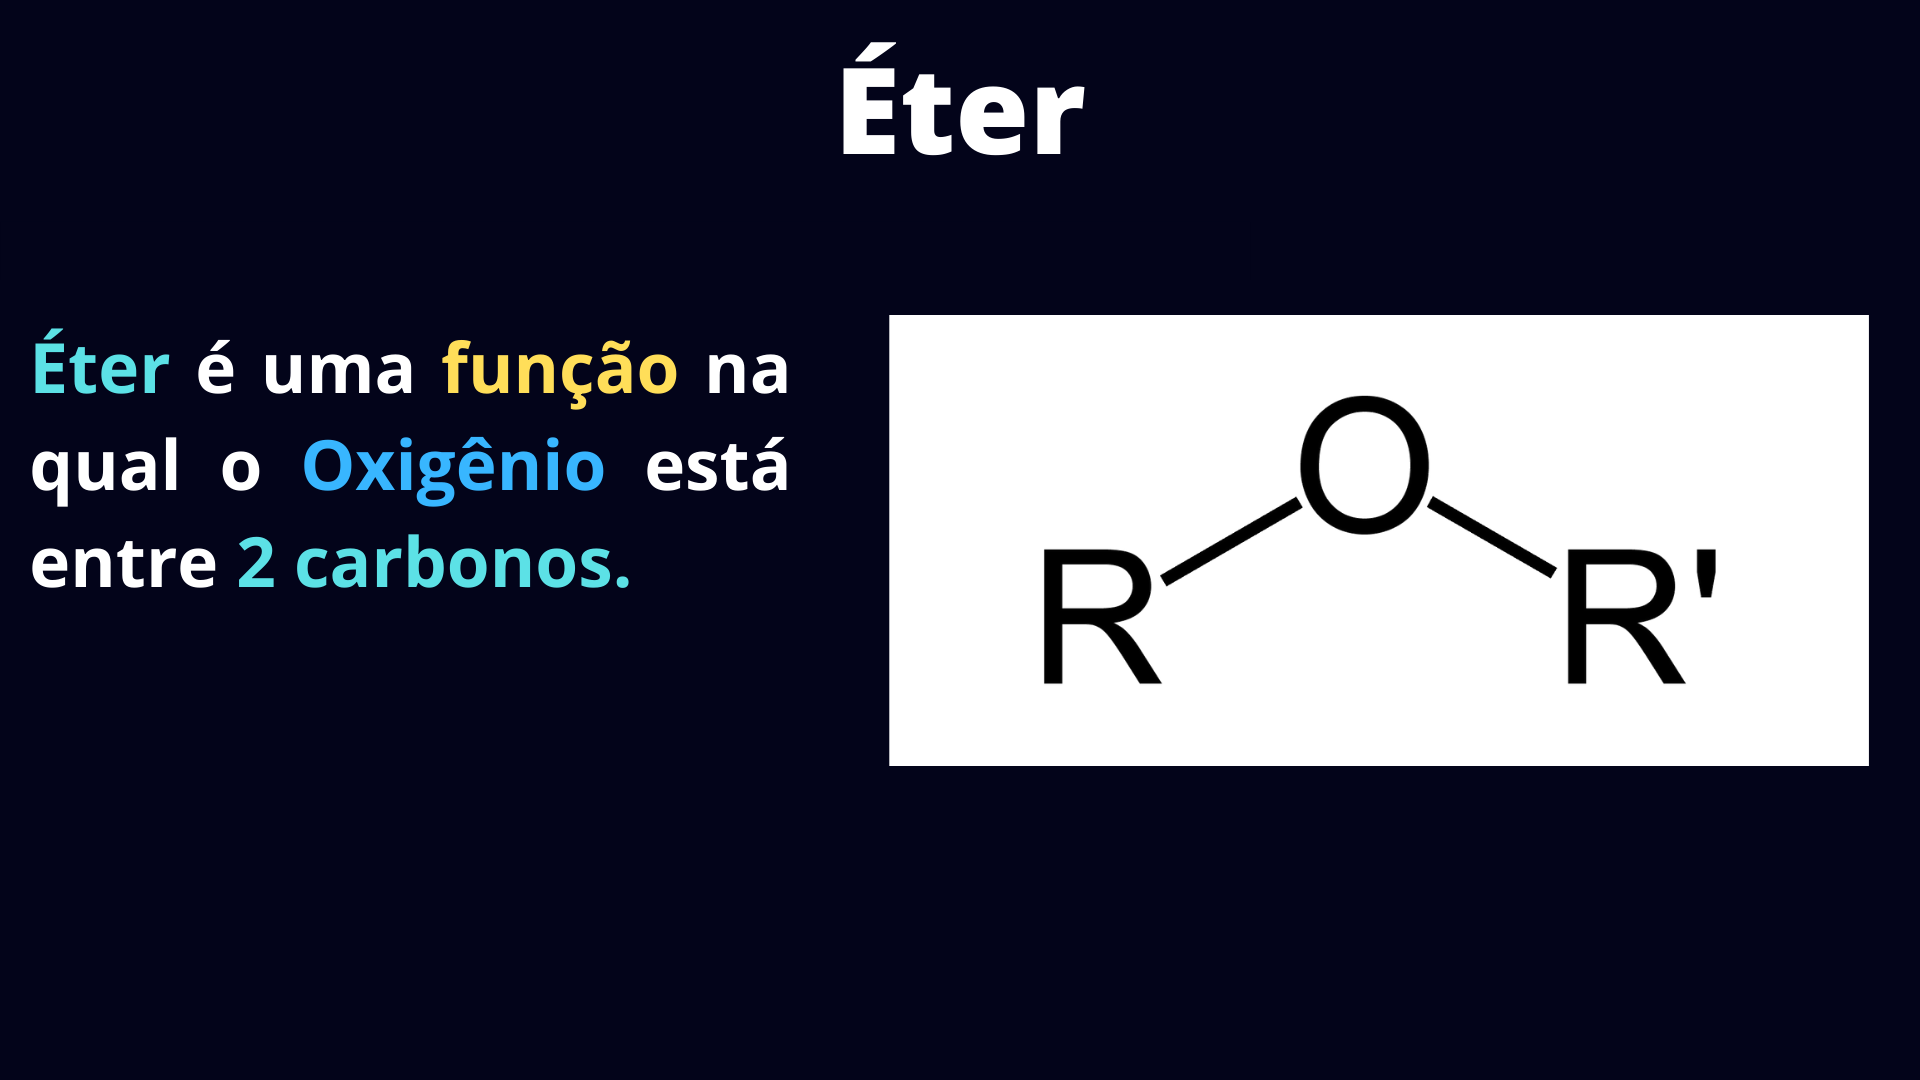 Éter
Éter é uma função na
qual o Oxigênio está
entre 2 carbonos.
O
R R'